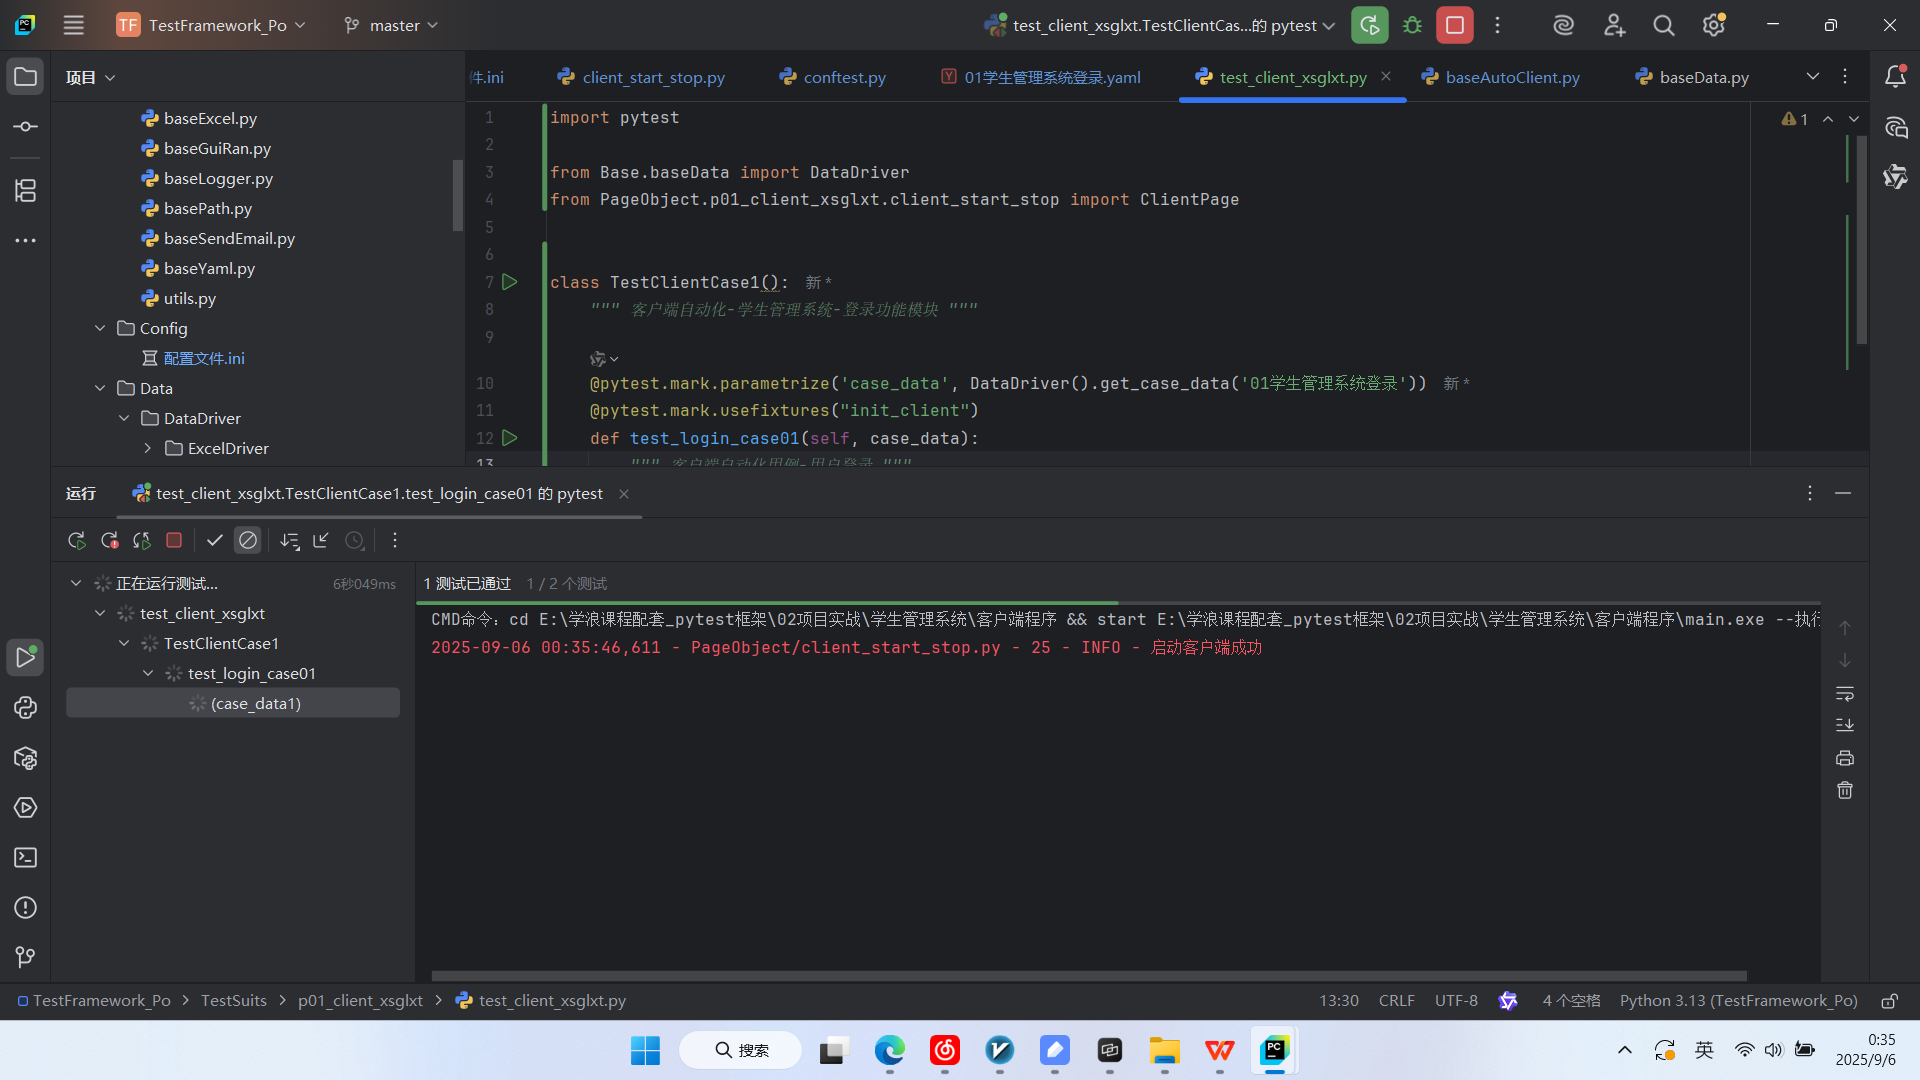 TF TestFramework_Po master test_client_xsglxt.TestClientCas...的 pytest
项目
件.ini client_start_stop.py conftest.py 01学生管理系统登录.yaml test_client_xsglxt.py baseAutoClient.py baseData.py
baseExcel.py
baseGuiRan.py
baseLogger.py
basePath.py
baseSendEmail.py
baseYaml.py
utils.py
Config
配置文件.ini
Data
DataDriver
ExcelDriver
1 import pytest
1
2
3 from Base.baseData import DataDriver
4 from PageObject.p01_client_xsglxt.client_start_stop import ClientPage
5
6
7 class TestClientCase1(): 新 *
8 """ 客户端自动化-学生管理系统-登录功能模块 """
9
10 @pytest.mark.parametrize('case_data', DataDriver().get_case_data('01学生管理系统登录')) 新 *
11 @pytest.mark.usefixtures("init_client")
12 def test_login_case01(self, case_data):
13 """ 客户端自动化用例-用户登录 """
运行 test_client_xsglxt.TestClientCase1.test_login_case01 的 pytest
正在运行测试... 6秒049ms
test_client_xsglxt
TestClientCase1
test_login_case01
(case_data1)
1 测试已通过 1 / 2 个测试
CMD命令：cd E:\学浪课程配套_pytest框架\02项目实战\学生管理系统\客户端程序 && start E:\学浪课程配套_pytest框架\02项目实战\学生管理系统\客户端程序\main.exe --执行
2025-09-06 00:35:46,611 - PageObject/client_start_stop.py - 25 - INFO - 启动客户端成功
TestFramework_Po > TestSuits > p01_client_xsglxt > test_client_xsglxt.py 13:30 CRLF UTF-8 4 个空格 Python 3.13 (TestFramework_Po)
搜索 英 0:35
2025/9/6